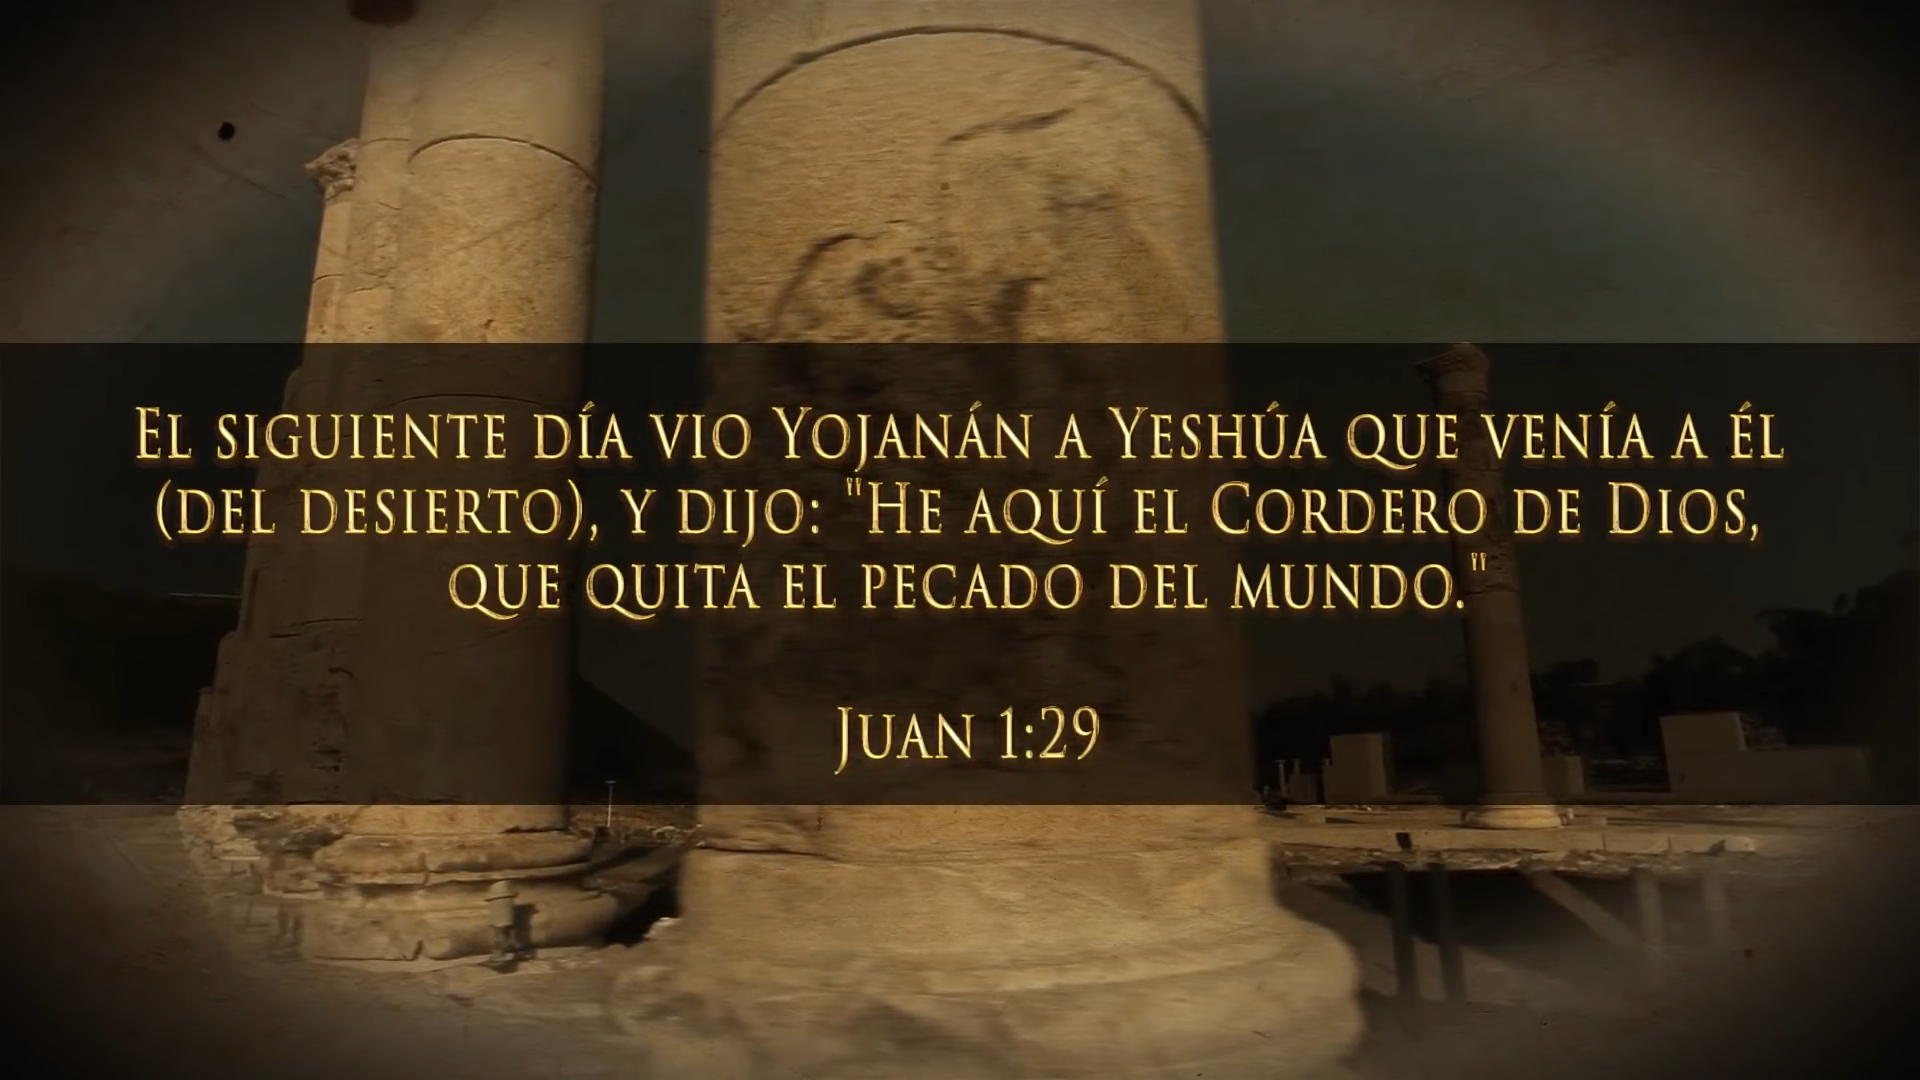 El siguiente día vio Yojanán a Yeshúa que venía a él
(del desierto), y dijo: "He aquí el Cordero de Dios,
que quita el pecado del mundo."
Juan 1:29